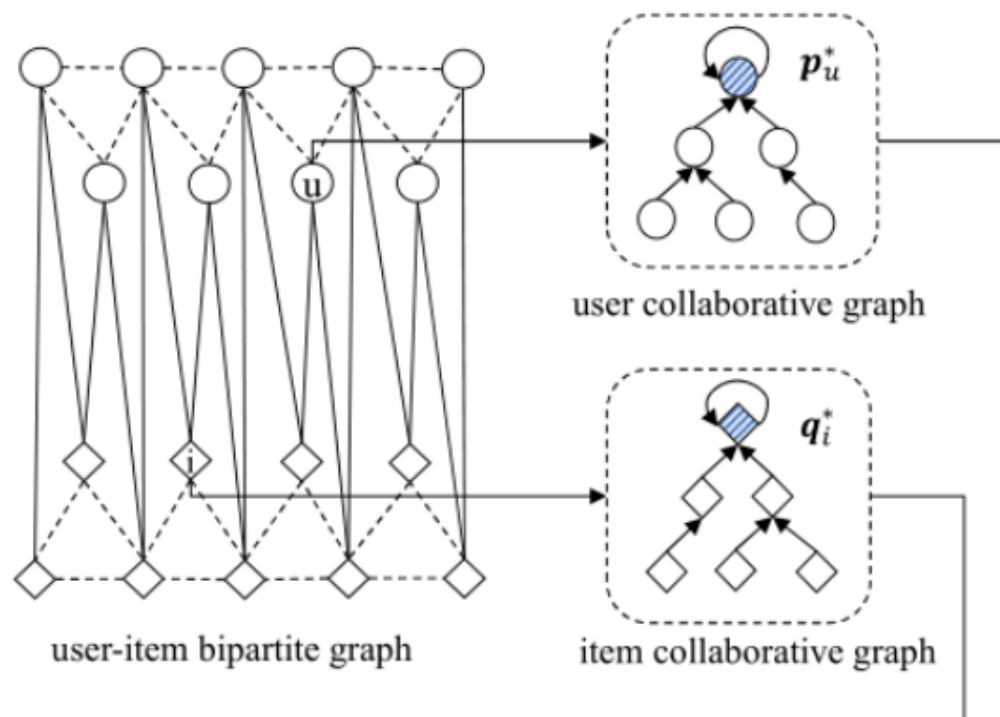 p*u
u
user collaborative graph
i
q*i
user-item bipartite graph
item collaborative graph